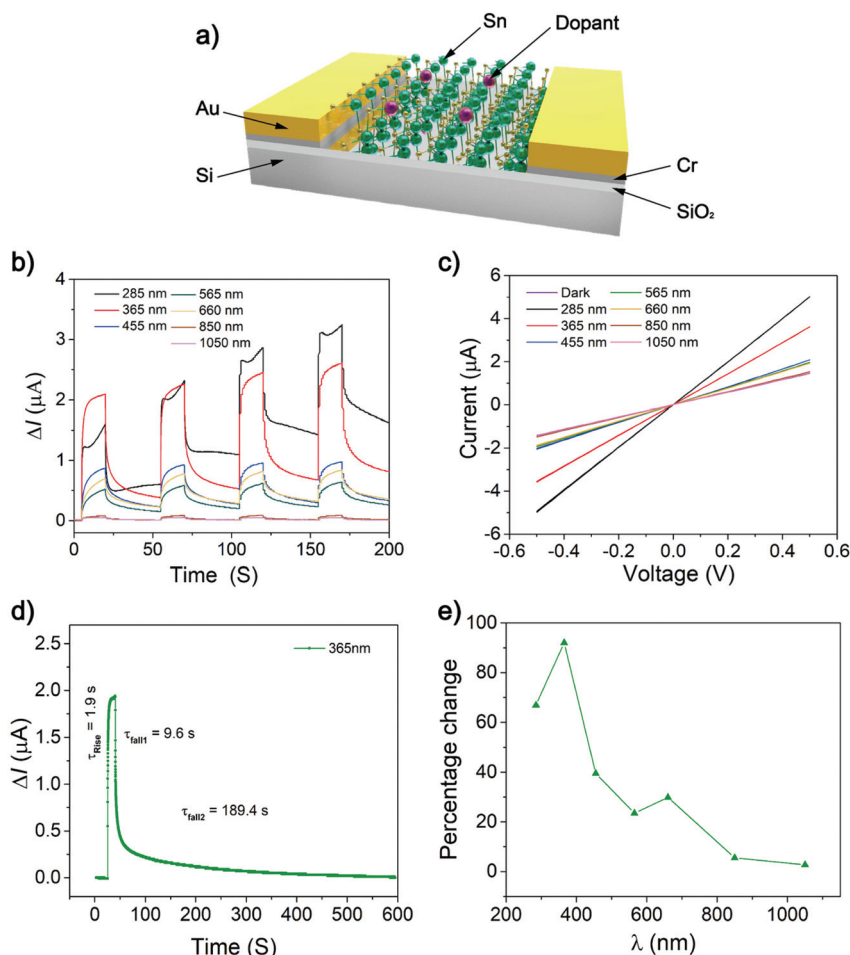 a)
Sn
Dopant
Au
Si
Cr
SiO₂
b)
285 nm
365 nm
455 nm
565 nm
660 nm
850 nm
1050 nm
ΔI (μA)
4
3
2
1
0
0 50 100 150 200
Time (S)
c)
Dark
285 nm
365 nm
455 nm
565 nm
660 nm
850 nm
1050 nm
Current (μA)
6
4
2
0
-2
-4
-6
-0.6 -0.4 -0.2 0.0 0.2 0.4 0.6
Voltage (V)
d)
365nm
ΔI (μA)
2.5
2.0
1.5
1.0
0.5
0.0
τRise = 1.9 s
τfall1 = 9.6 s
τfall2 = 189.4 s
0 100 200 300 400 500 600
Time (S)
e)
Percentage change
100
80
60
40
20
0
200 400 600 800 1000
λ (nm)